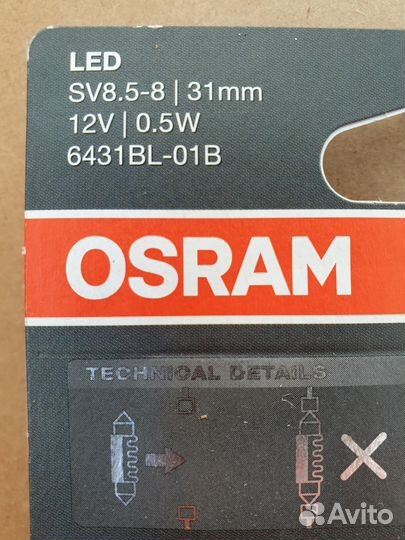 LED
SV8.5-8 | 31mm
12V | 0.5W
6431BL-01B
OSRAM
TECHNICAL DETAILS
Avito